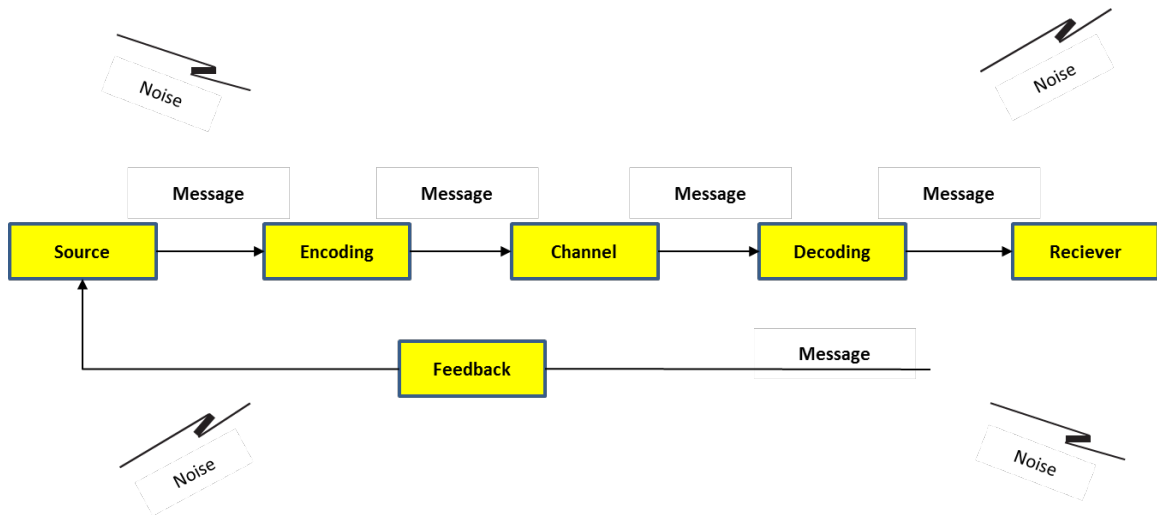 Noise
Noise
Message
Message
Message
Message
Source
Encoding
Channel
Decoding
Reciever
Message
Feedback
Noise
Noise